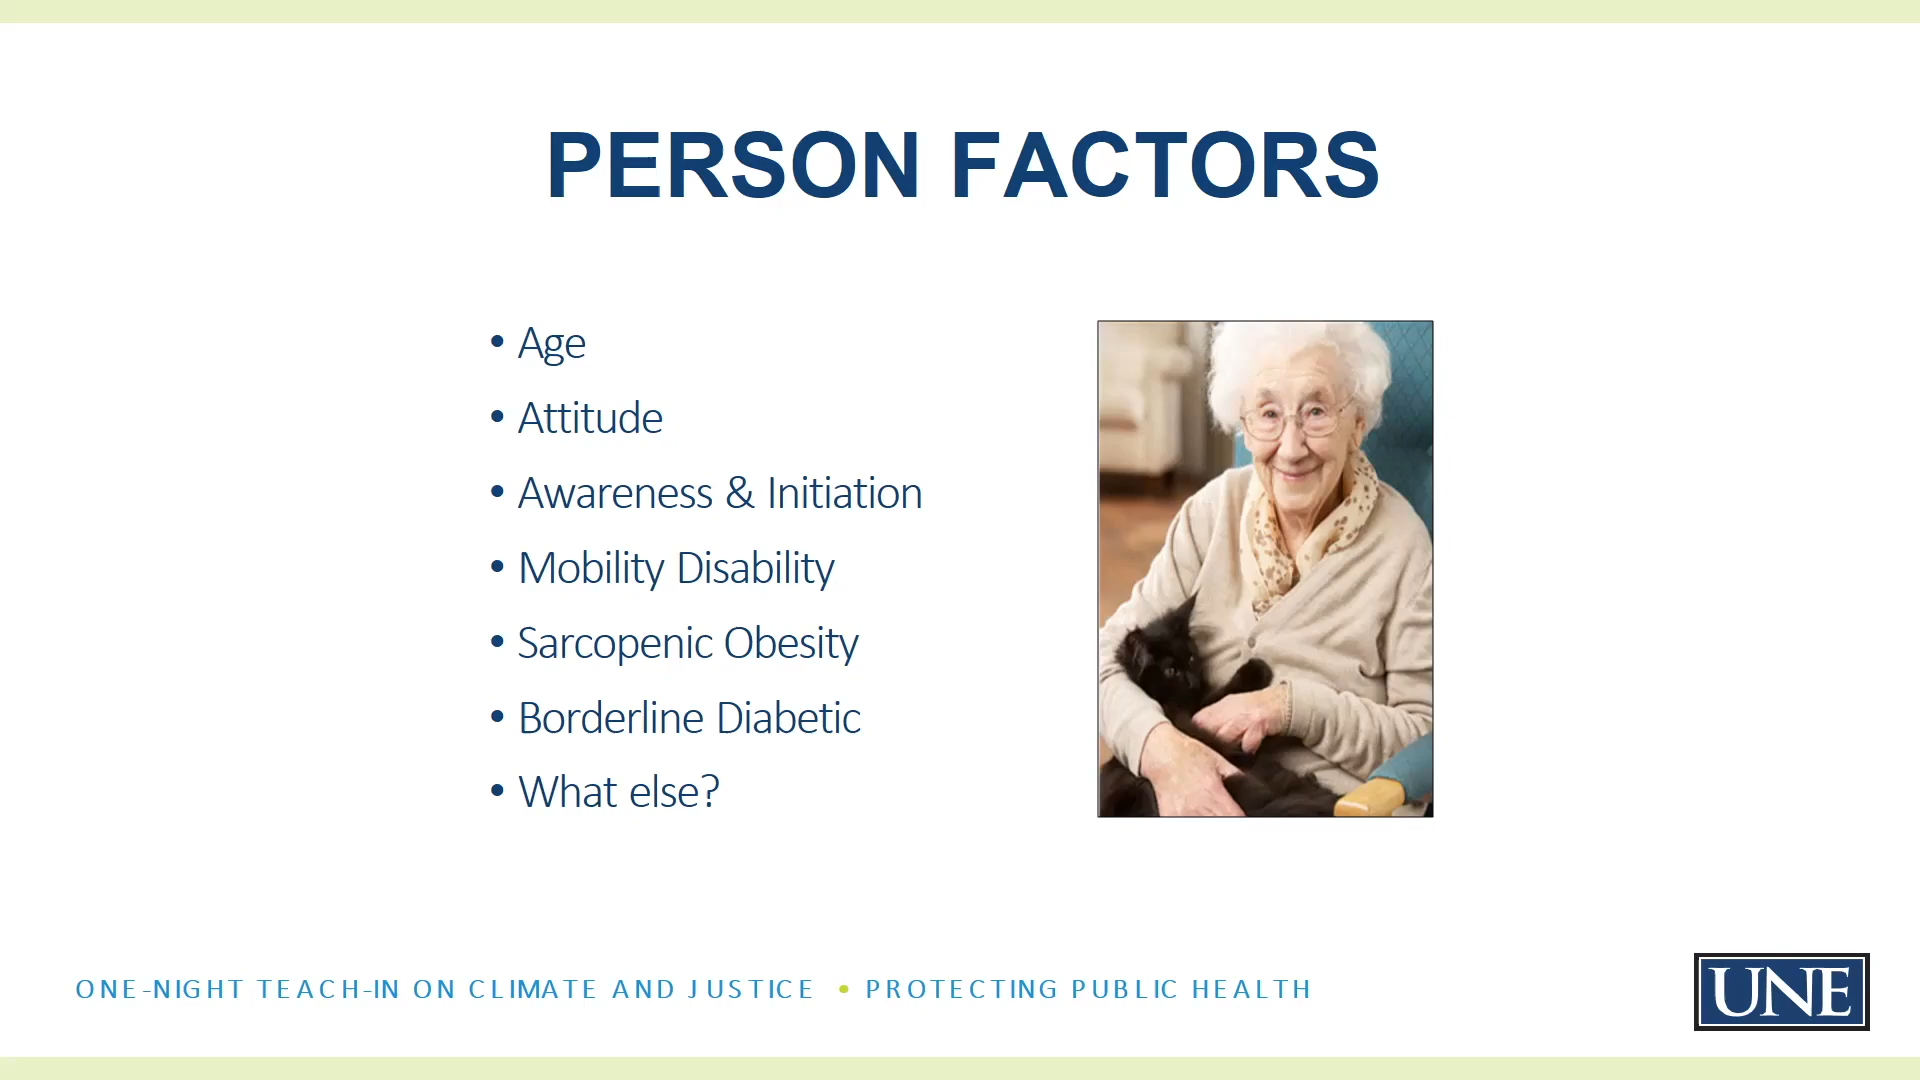 PERSON FACTORS
• Age
• Attitude
• Awareness & Initiation
• Mobility Disability
• Sarcopenic Obesity
• Borderline Diabetic
• What else?
ONE-NIGHT TEACH-IN ON CLIMATE AND JUSTICE • PROTECTING PUBLIC HEALTH
UNE